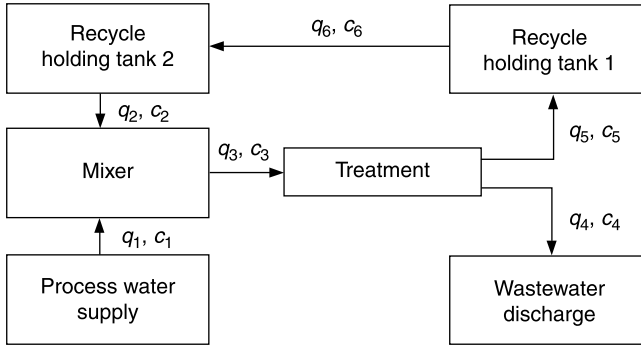 Recycle
holding tank 2
q6, c6
Recycle
holding tank 1
q2, c2
q5, c5
Mixer
q3, c3
Treatment
q1, c1
q4, c4
Process water
supply
Wastewater
discharge